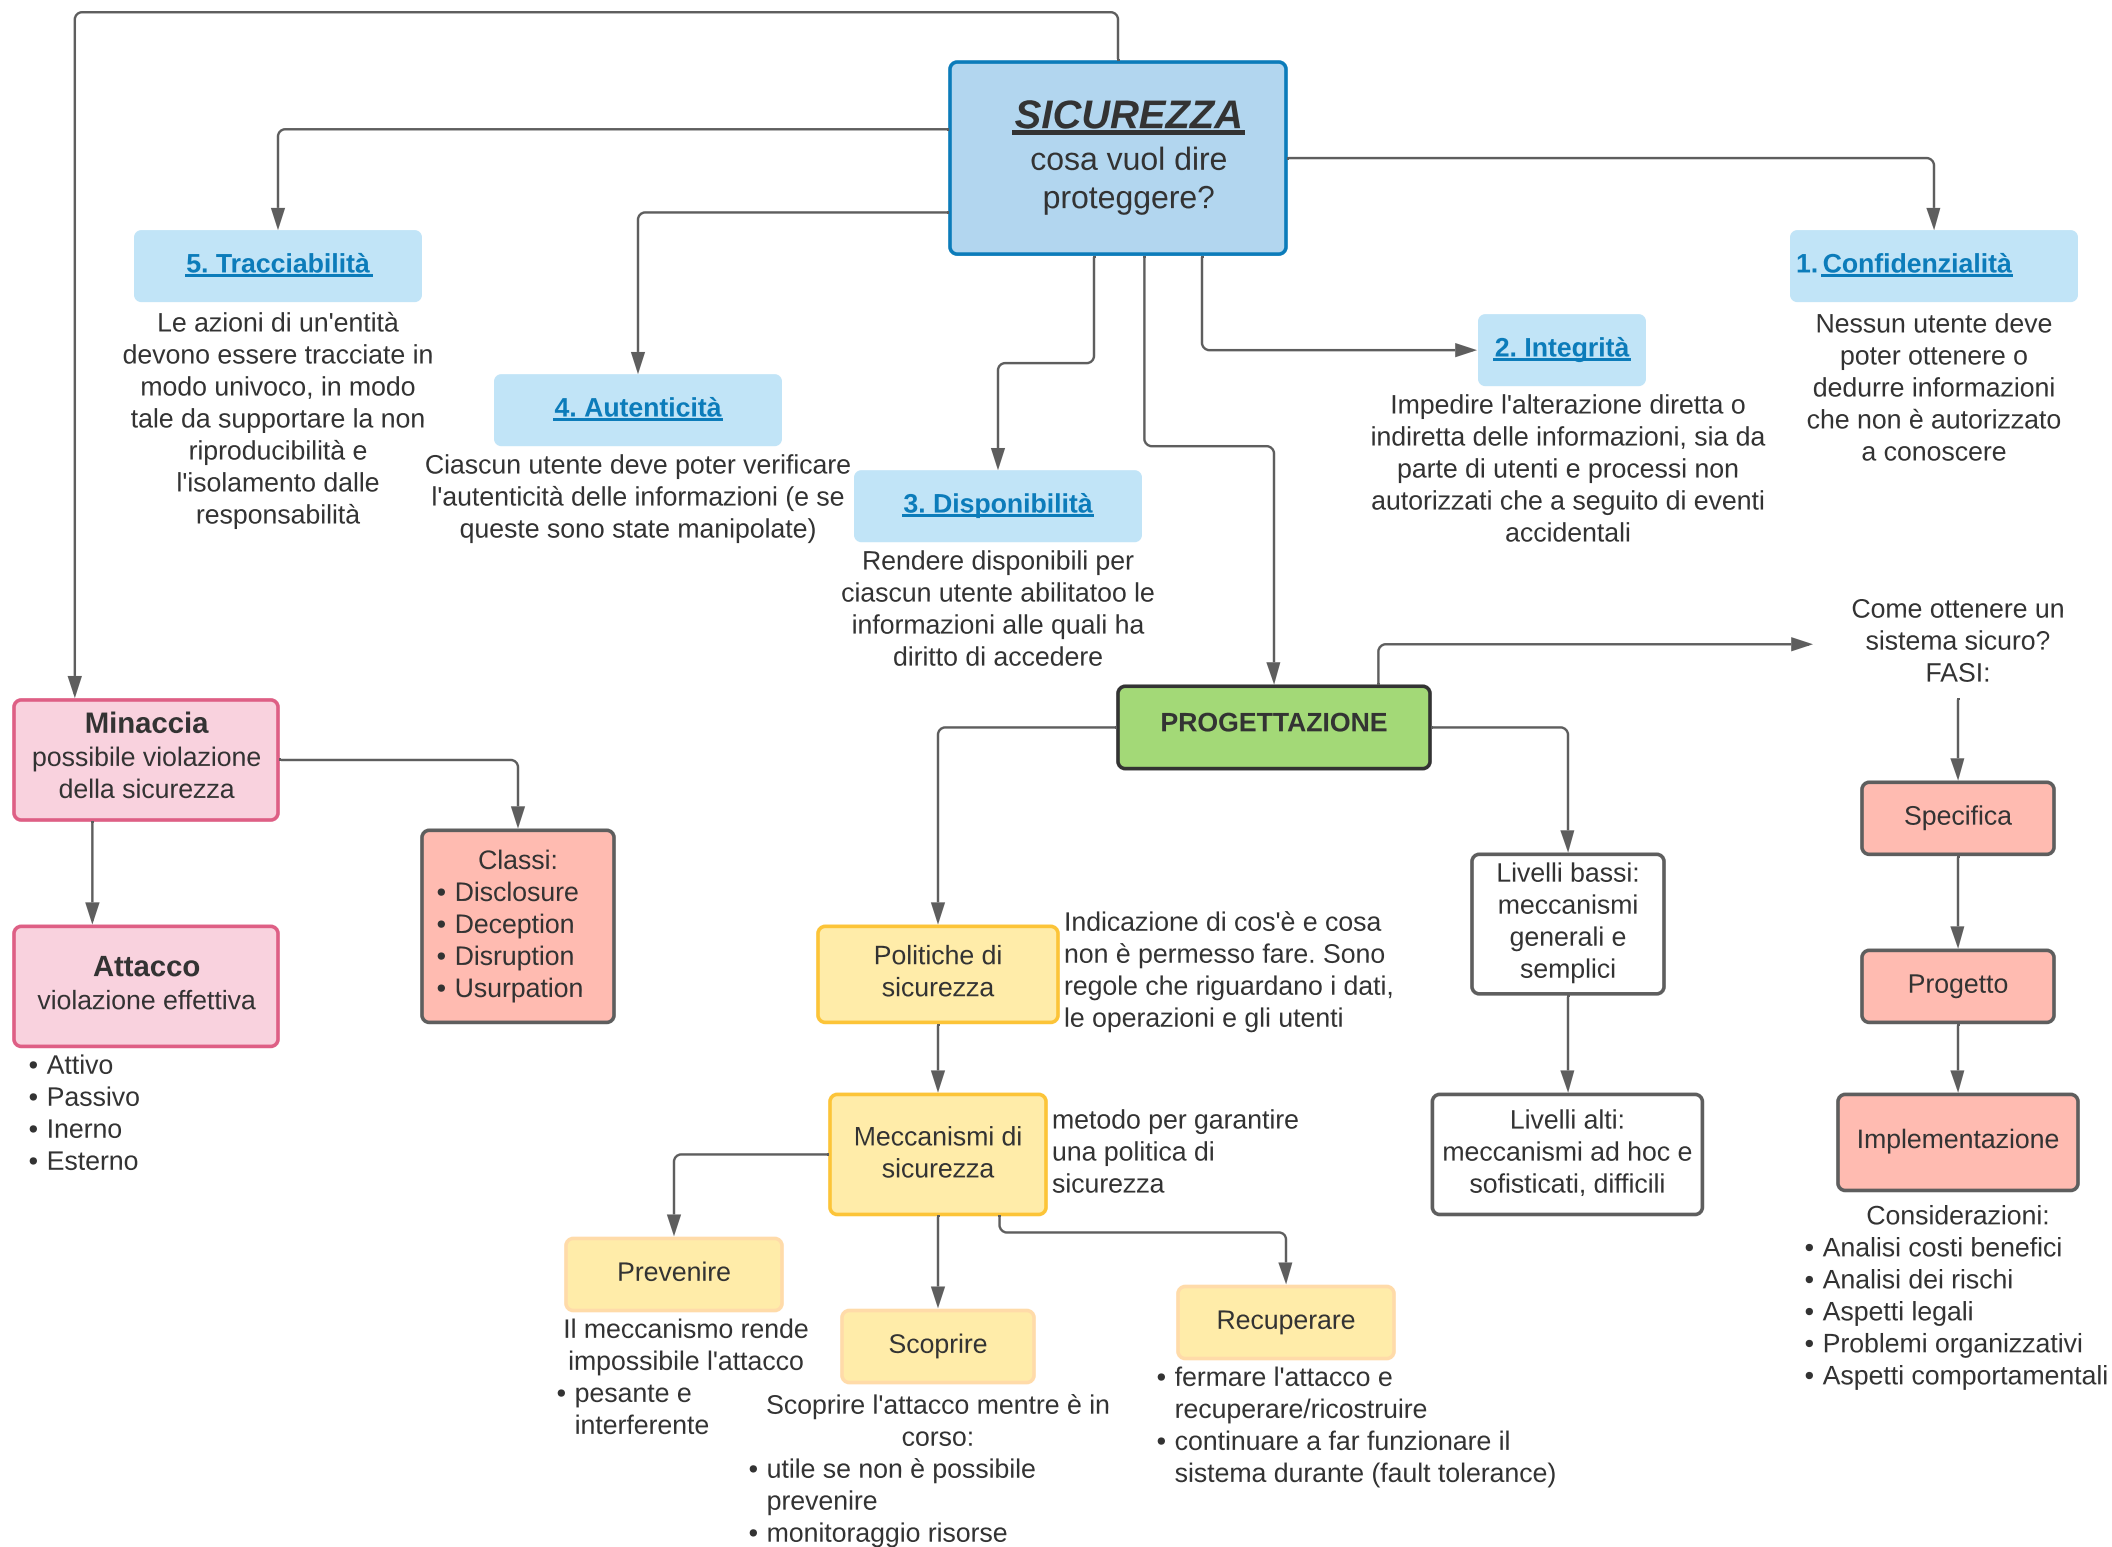 SICUREZZA
cosa vuol dire
proteggere?
5. Tracciabilità
Le azioni di un'entità
devono essere tracciate in
modo univoco, in modo
tale da supportare la non
riproducibilità e
l'isolamento dalle
responsabilità
4. Autenticità
Ciascun utente deve poter verificare
l'autenticità delle informazioni (e se
queste sono state manipolate)
3. Disponibilità
Rendere disponibili per
ciascun utente abilitatoo le
informazioni alle quali ha
diritto di accedere
2. Integrità
Impedire l'alterazione diretta o
indiretta delle informazioni, sia da
parte di utenti e processi non
autorizzati che a seguito di eventi
accidentali
1. Confidenzialità
Nessun utente deve
poter ottenere o
dedurre informazioni
che non è autorizzato
a conoscere
Minaccia
possibile violazione
della sicurezza
Attacco
violazione effettiva
• Attivo
• Passivo
• Inerno
• Esterno
Classi:
• Disclosure
• Deception
• Disruption
• Usurpation
PROGETTAZIONE
Politiche di
sicurezza
Indicazione di cos'è e cosa
non è permesso fare. Sono
regole che riguardano i dati,
le operazioni e gli utenti
Meccanismi di
sicurezza
metodo per garantire
una politica di
sicurezza
Prevenire
Il meccanismo rende
impossibile l'attacco
• pesante e
interferente
Scoprire
Scoprire l'attacco mentre è in
corso:
• utile se non è possibile
prevenire
• monitoraggio risorse
Recuperare
• fermare l'attacco e
recuperare/ricostruire
• continuare a far funzionare il
sistema durante (fault tolerance)
Livelli bassi:
meccanismi
generali e
semplici
Livelli alti:
meccanismi ad hoc e
sofisticati, difficili
Come ottenere un
sistema sicuro?
FASI:
Specifica
Progetto
Implementazione
Considerazioni:
• Analisi costi benefici
• Analisi dei rischi
• Aspetti legali
• Problemi organizzativi
• Aspetti comportamentali